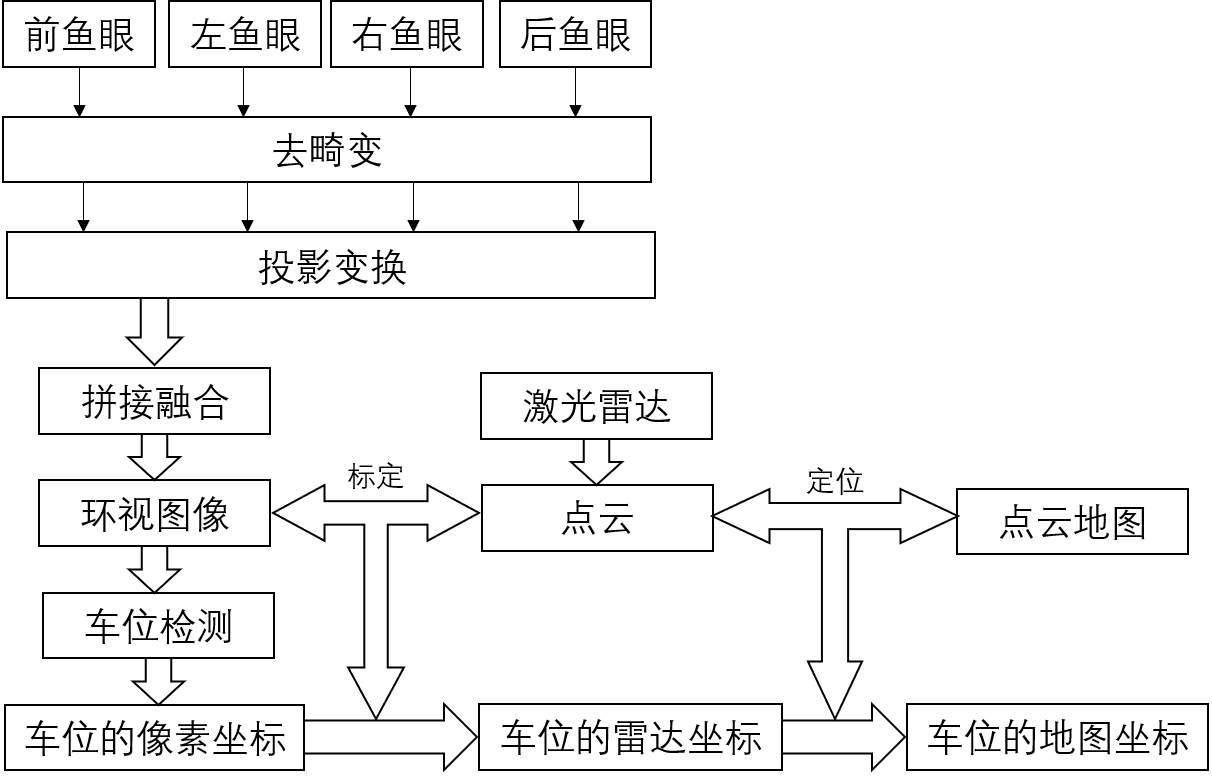 前鱼眼
左鱼眼
右鱼眼
后鱼眼
去畸变
投影变换
拼接融合
激光雷达
环视图像
标定
点云
定位
点云地图
车位检测
车位的像素坐标
车位的雷达坐标
车位的地图坐标